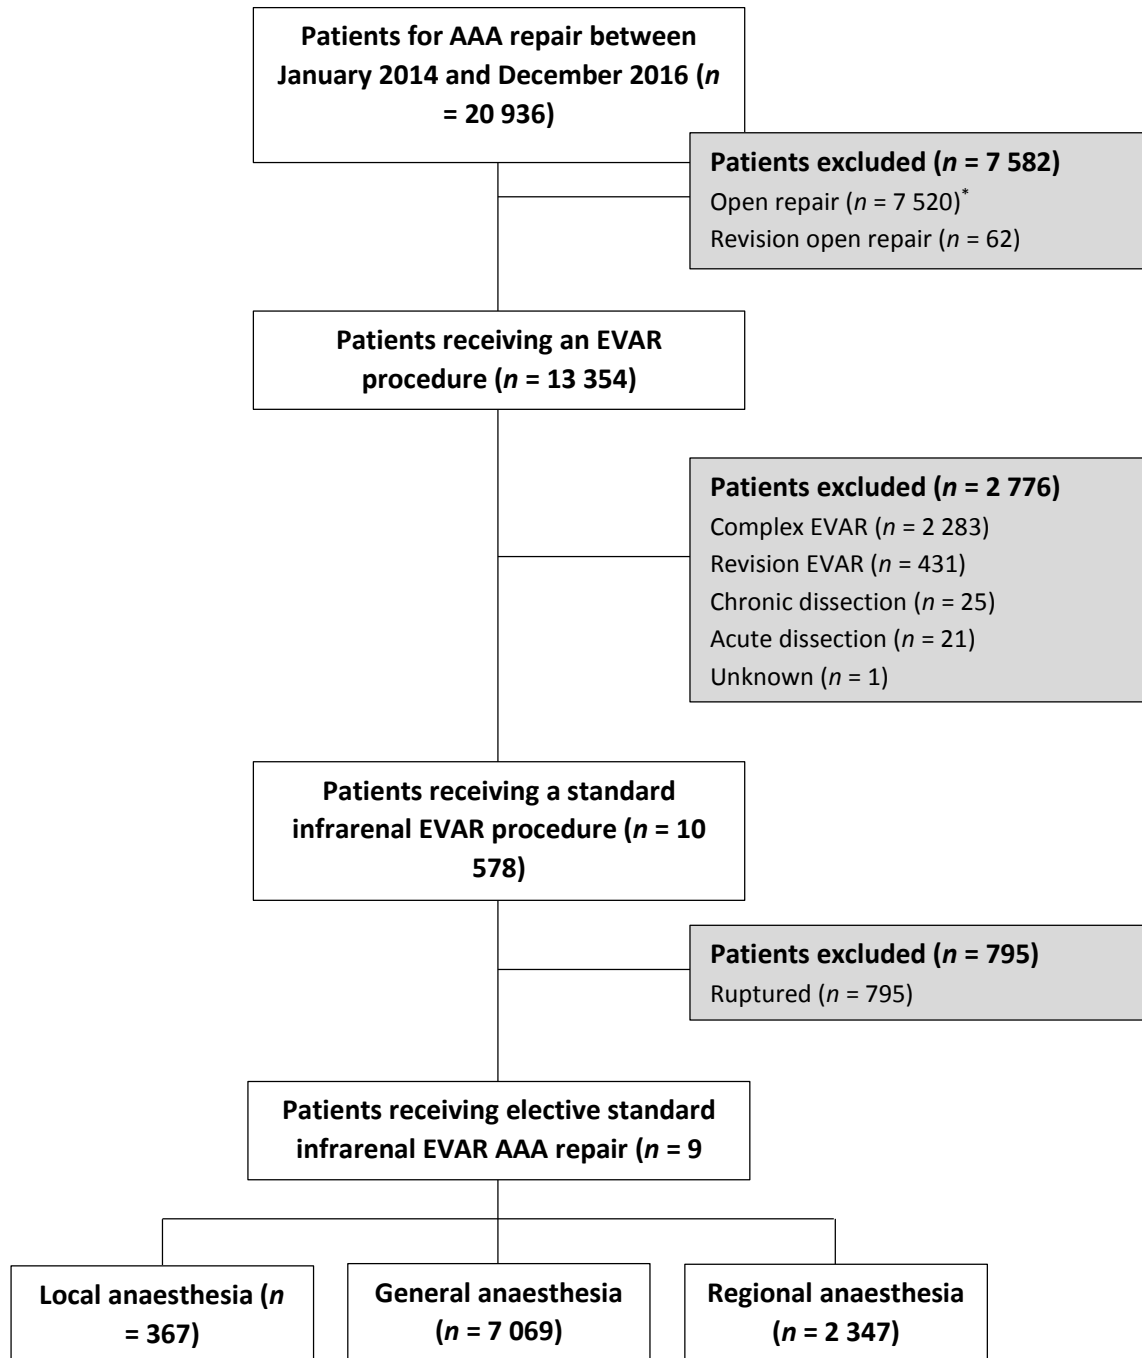 Patients for AAA repair between
January 2014 and December 2016 (n
= 20 936)
Patients excluded (n = 7 582)
Open repair (n = 7 520)*
Revision open repair (n = 62)
Patients receiving an EVAR
procedure (n = 13 354)
Patients excluded (n = 2 776)
Complex EVAR (n = 2 283)
Revision EVAR (n = 431)
Chronic dissection (n = 25)
Acute dissection (n = 21)
Unknown (n = 1)
Patients receiving a standard
infrarenal EVAR procedure (n = 10
578)
Patients excluded (n = 795)
Ruptured (n = 795)
Patients receiving elective standard
infrarenal EVAR AAA repair (n = 9
Local anaesthesia (n
= 367)
General anaesthesia
(n = 7 069)
Regional anaesthesia
(n = 2 347)